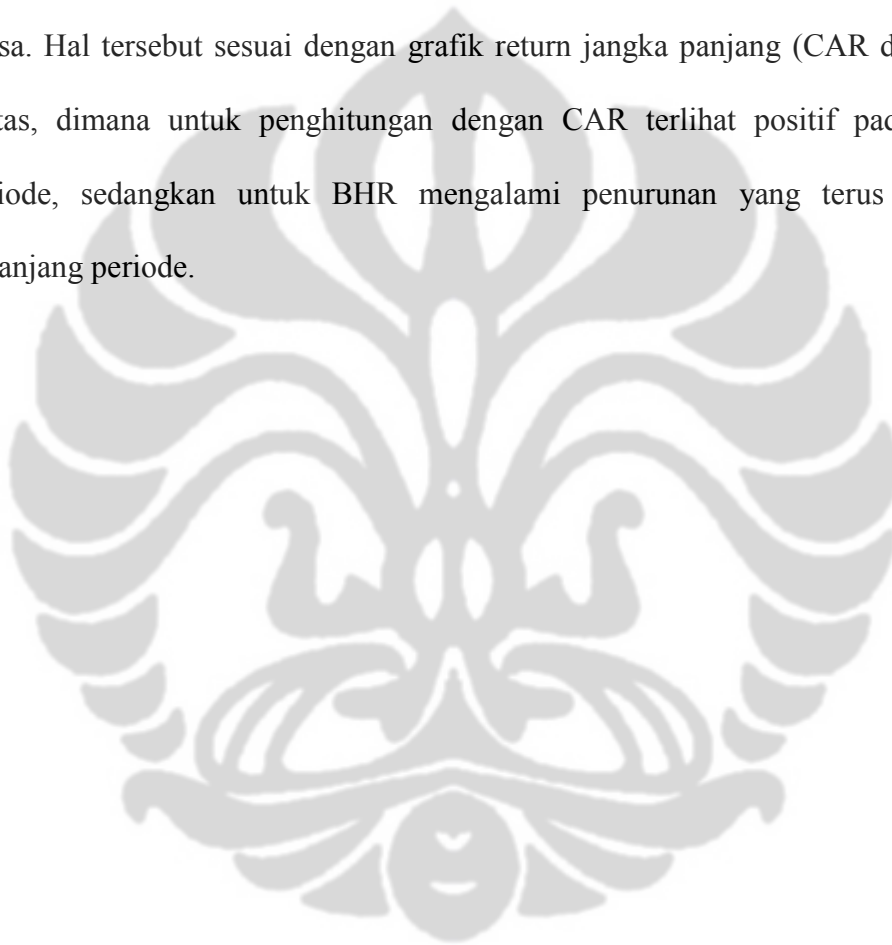 sa. Hal tersebut sesuai dengan grafik return jangka panjang (CAR d
tas, dimana untuk penghitungan dengan CAR terlihat positif pad
iode, sedangkan untuk BHR mengalami penurunan yang terus
anjang periode.